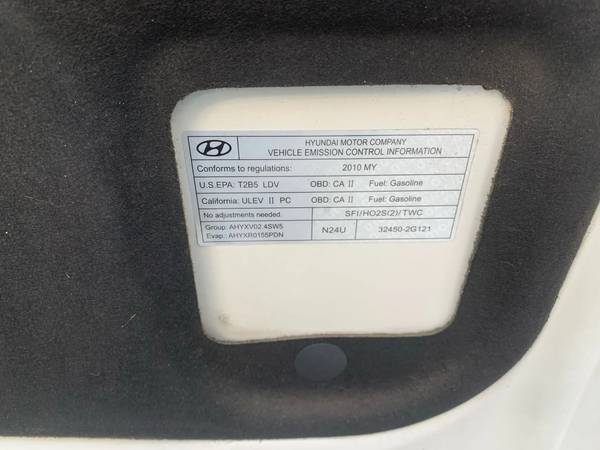 HYUNDAI MOTOR COMPANY
VEHICLE EMISSION CONTROL INFORMATION
Conforms to regulations: 2010 MY
U.S.EPA: T2B5 LDV OBD: CA II Fuel: Gasoline
California: ULEV II PC OBD: CA II Fuel: Gasoline
No adjustments needed. SFI/HO2S(2)/TWC
Group: AHYXV02.4SW5
Evap.: AHYXR0155PDN
N24U 32450-2G121